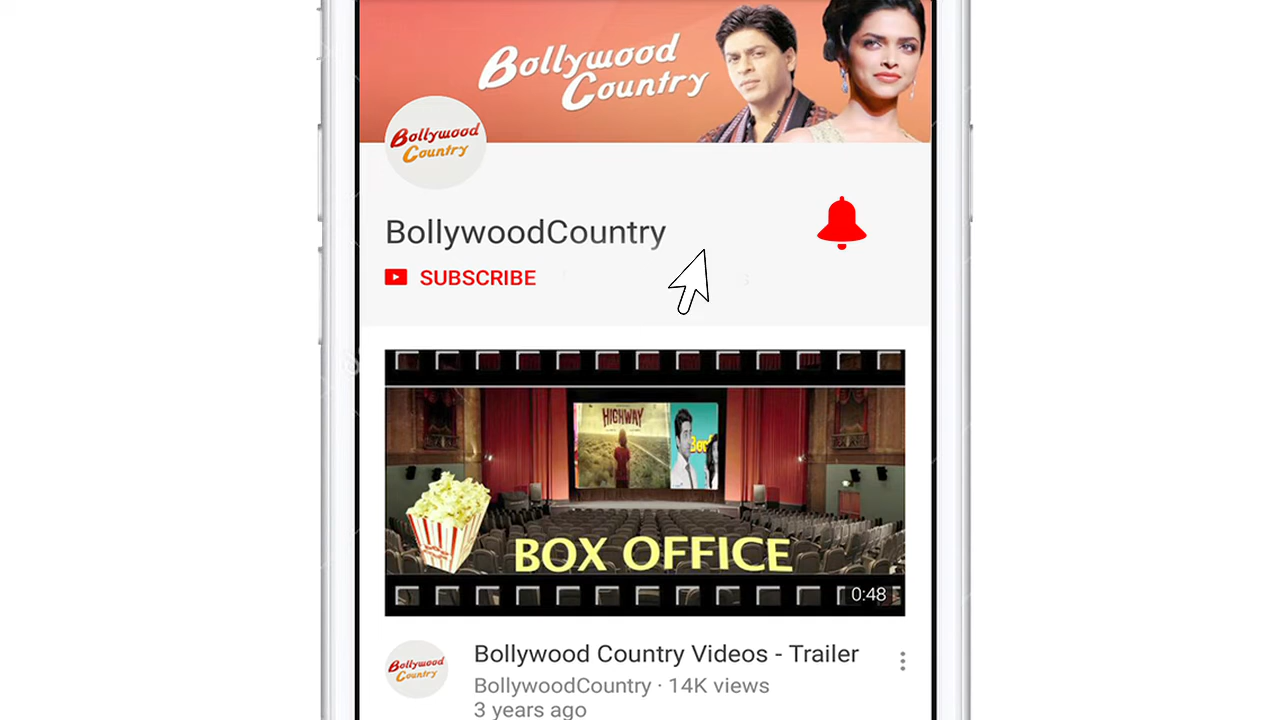 Bollywood
Country
Bollywood
Country
BollywoodCountry
SUBSCRIBE
HIGHWAY
BOX OFFICE
0:48
Bollywood
Country
Bollywood Country Videos - Trailer
BollywoodCountry · 14K views
3 years ago